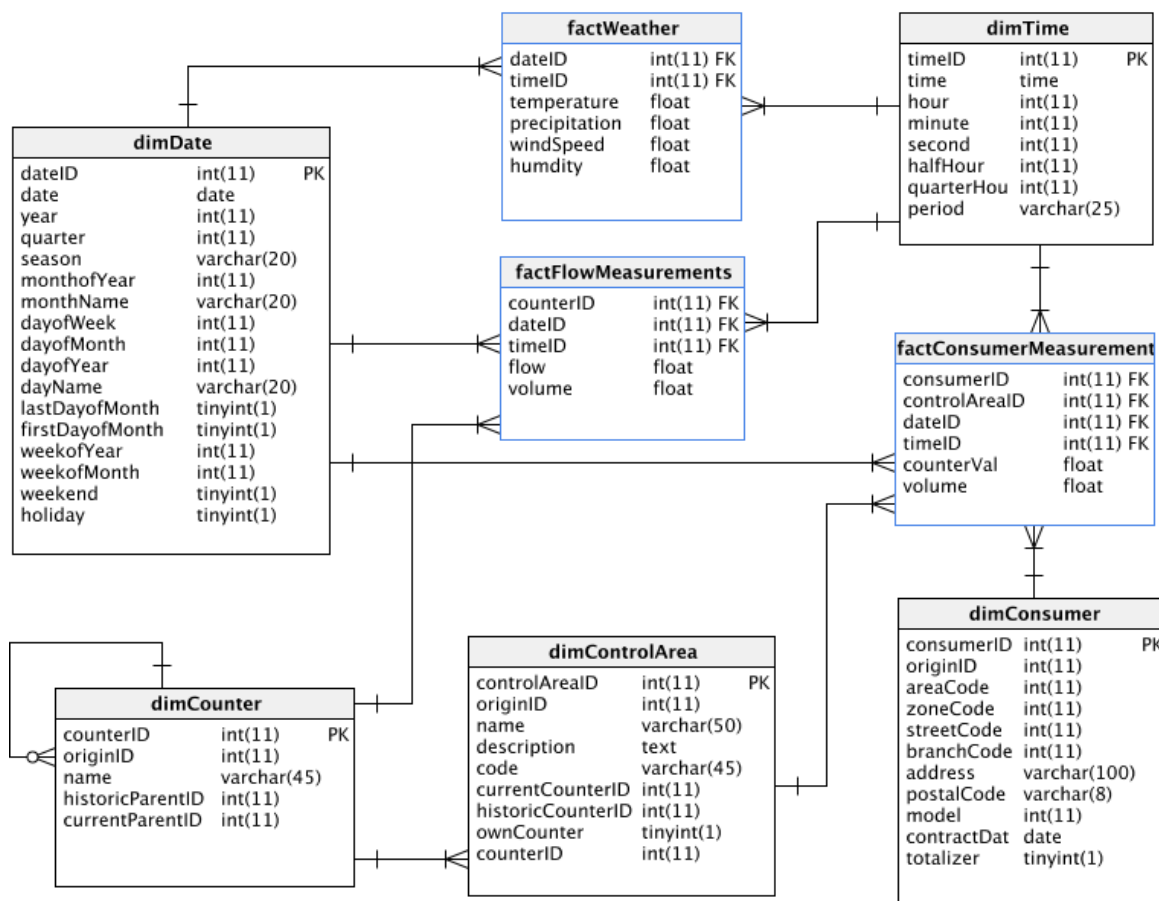 factWeather
dateID int(11) FK
timeID int(11) FK
temperature float
precipitation float
windSpeed float
humdity float
dimTime
timeID int(11) PK
time time
hour int(11)
minute int(11)
second int(11)
halfHour int(11)
quarterHou int(11)
period varchar(25)
dimDate
dateID int(11) PK
date date
year int(11)
quarter int(11)
season varchar(20)
monthofYear int(11)
monthName varchar(20)
dayofWeek int(11)
dayofMonth int(11)
dayofYear int(11)
dayName varchar(20)
lastDayofMonth tinyint(1)
firstDayofMonth tinyint(1)
weekofYear int(11)
weekofMonth int(11)
weekend tinyint(1)
holiday tinyint(1)
factFlowMeasurements
counterID int(11) FK
dateID int(11) FK
timeID int(11) FK
flow float
volume float
factConsumerMeasurement
consumerID int(11) FK
controlAreaID int(11) FK
dateID int(11) FK
timeID int(11) FK
counterVal float
volume float
dimCounter
counterID int(11) PK
originID int(11)
name varchar(45)
historicParentID int(11)
currentParentID int(11)
dimControlArea
controlAreaID int(11) PK
originID int(11)
name varchar(50)
description text
code varchar(45)
currentCounterID int(11)
historicCounterID int(11)
ownCounter tinyint(1)
counterID int(11)
dimConsumer
consumerID int(11) PK
originID int(11)
areaCode int(11)
zoneCode int(11)
streetCode int(11)
branchCode int(11)
address varchar(100)
postalCode varchar(8)
model int(11)
contractDat date
totalizer tinyint(1)